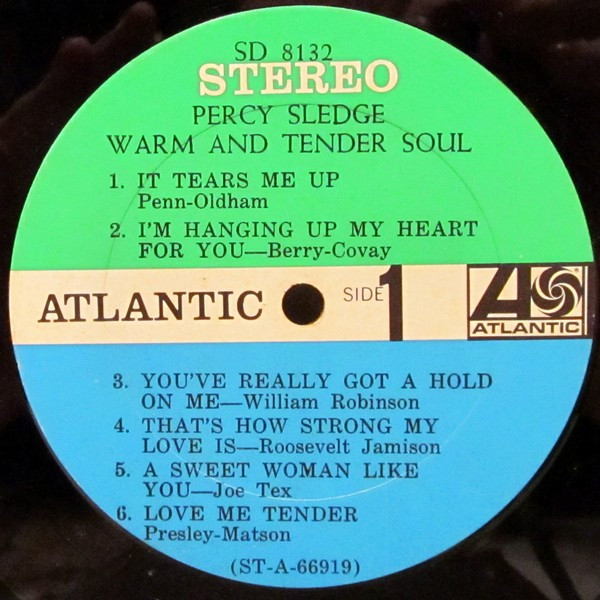 SD 8132
STEREO
PERCY SLEDGE
WARM AND TENDER SOUL
1. IT TEARS ME UP
Penn-Oldham
2. I'M HANGING UP MY HEART
FOR YOU—Berry-Covay
ATLANTIC
SIDE 1
ATLANTIC
3. YOU'VE REALLY GOT A HOLD
ON ME—William Robinson
4. THAT'S HOW STRONG MY
LOVE IS—Roosevelt Jamison
5. A SWEET WOMAN LIKE
YOU—Joe Tex
6. LOVE ME TENDER
Presley-Matson
(ST-A-66919)